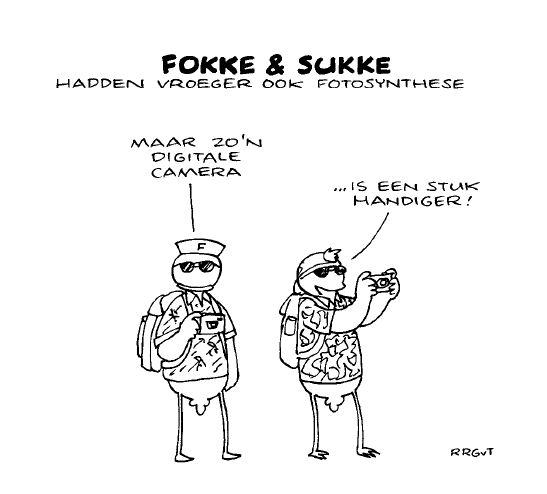 FOKKE & SUKKE
HADDEN VROEGER OOK FOTOSYNTHESE
MAAR ZO'N
DIGITALE
CAMERA
...IS EEN STUK
HANDIGER!
F
RRGvT